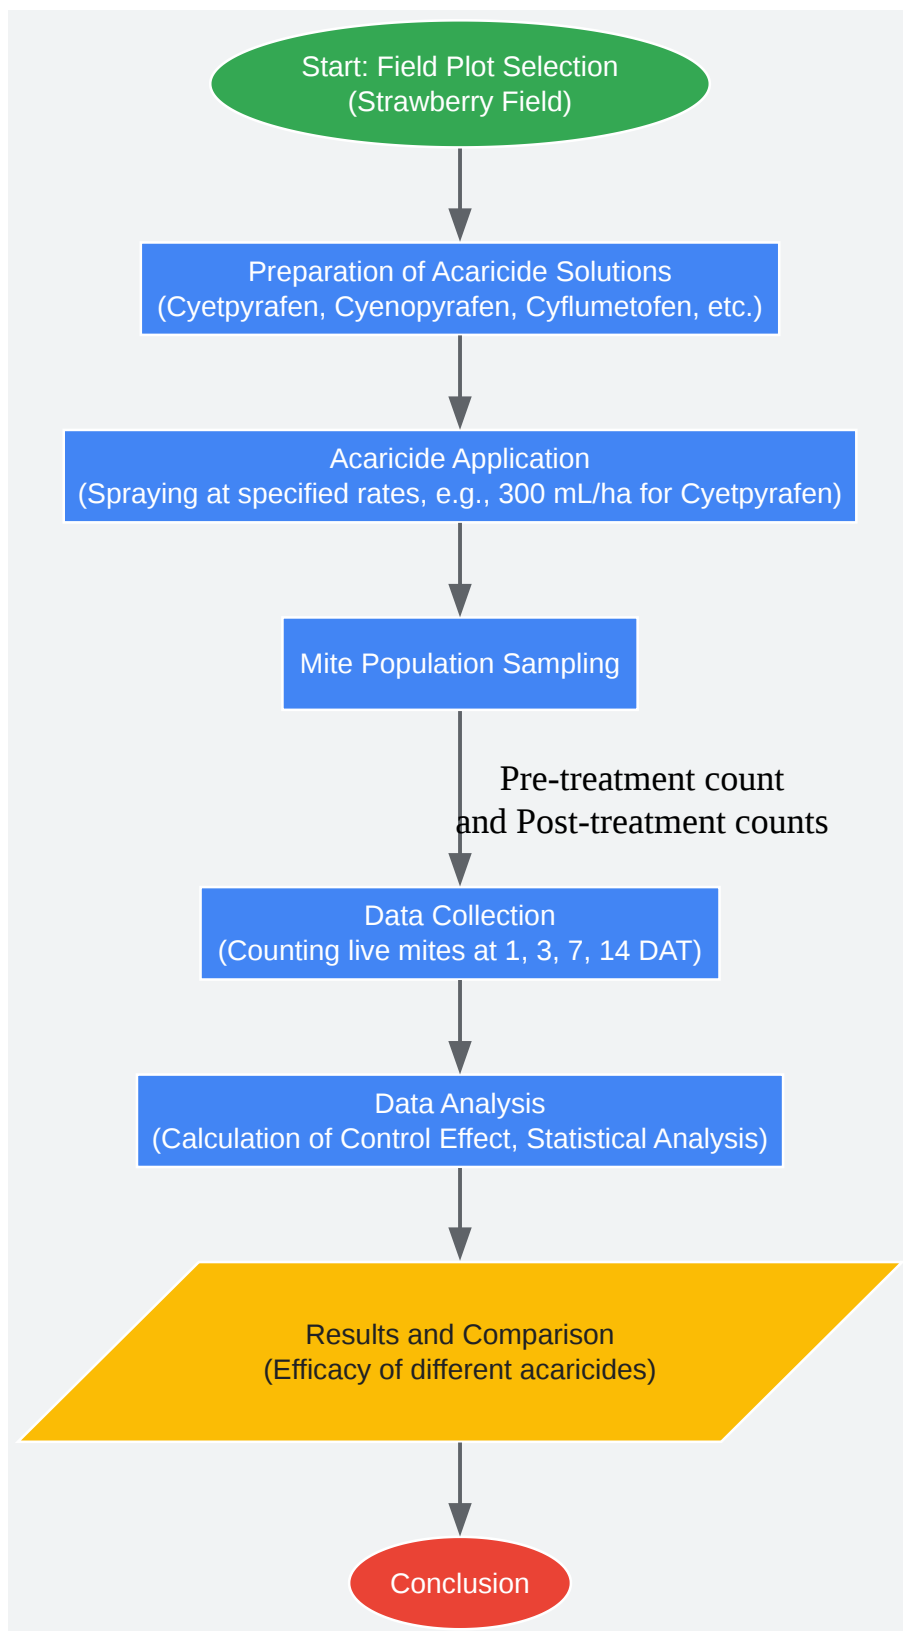 Start: Field Plot Selection
(Strawberry Field)
Preparation of Acaricide Solutions
(Cyetpyrafen, Cyenopyrafen, Cyflumetofen, etc.)
Acaricide Application
(Spraying at specified rates, e.g., 300 mL/ha for Cyetpyrafen)
Mite Population Sampling
Pre-treatment count
and Post-treatment counts
Data Collection
(Counting live mites at 1, 3, 7, 14 DAT)
Data Analysis
(Calculation of Control Effect, Statistical Analysis)
Results and Comparison
(Efficacy of different acaricides)
Conclusion